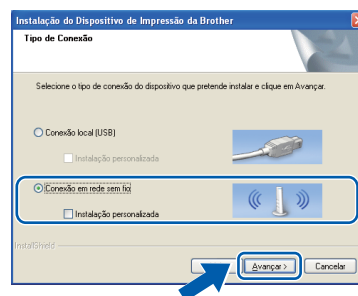 Instalação do Dispositivo de Impressão da Brother
Tipo de Conexão
Selecione o tipo de conexão do dispositivo que pretende instalar e clique em Avançar.
Conexão local (USB)
Instalação personalizada
Conexão em rede sem fio
Instalação personalizada
InstallShield
Avançar > Cancelar